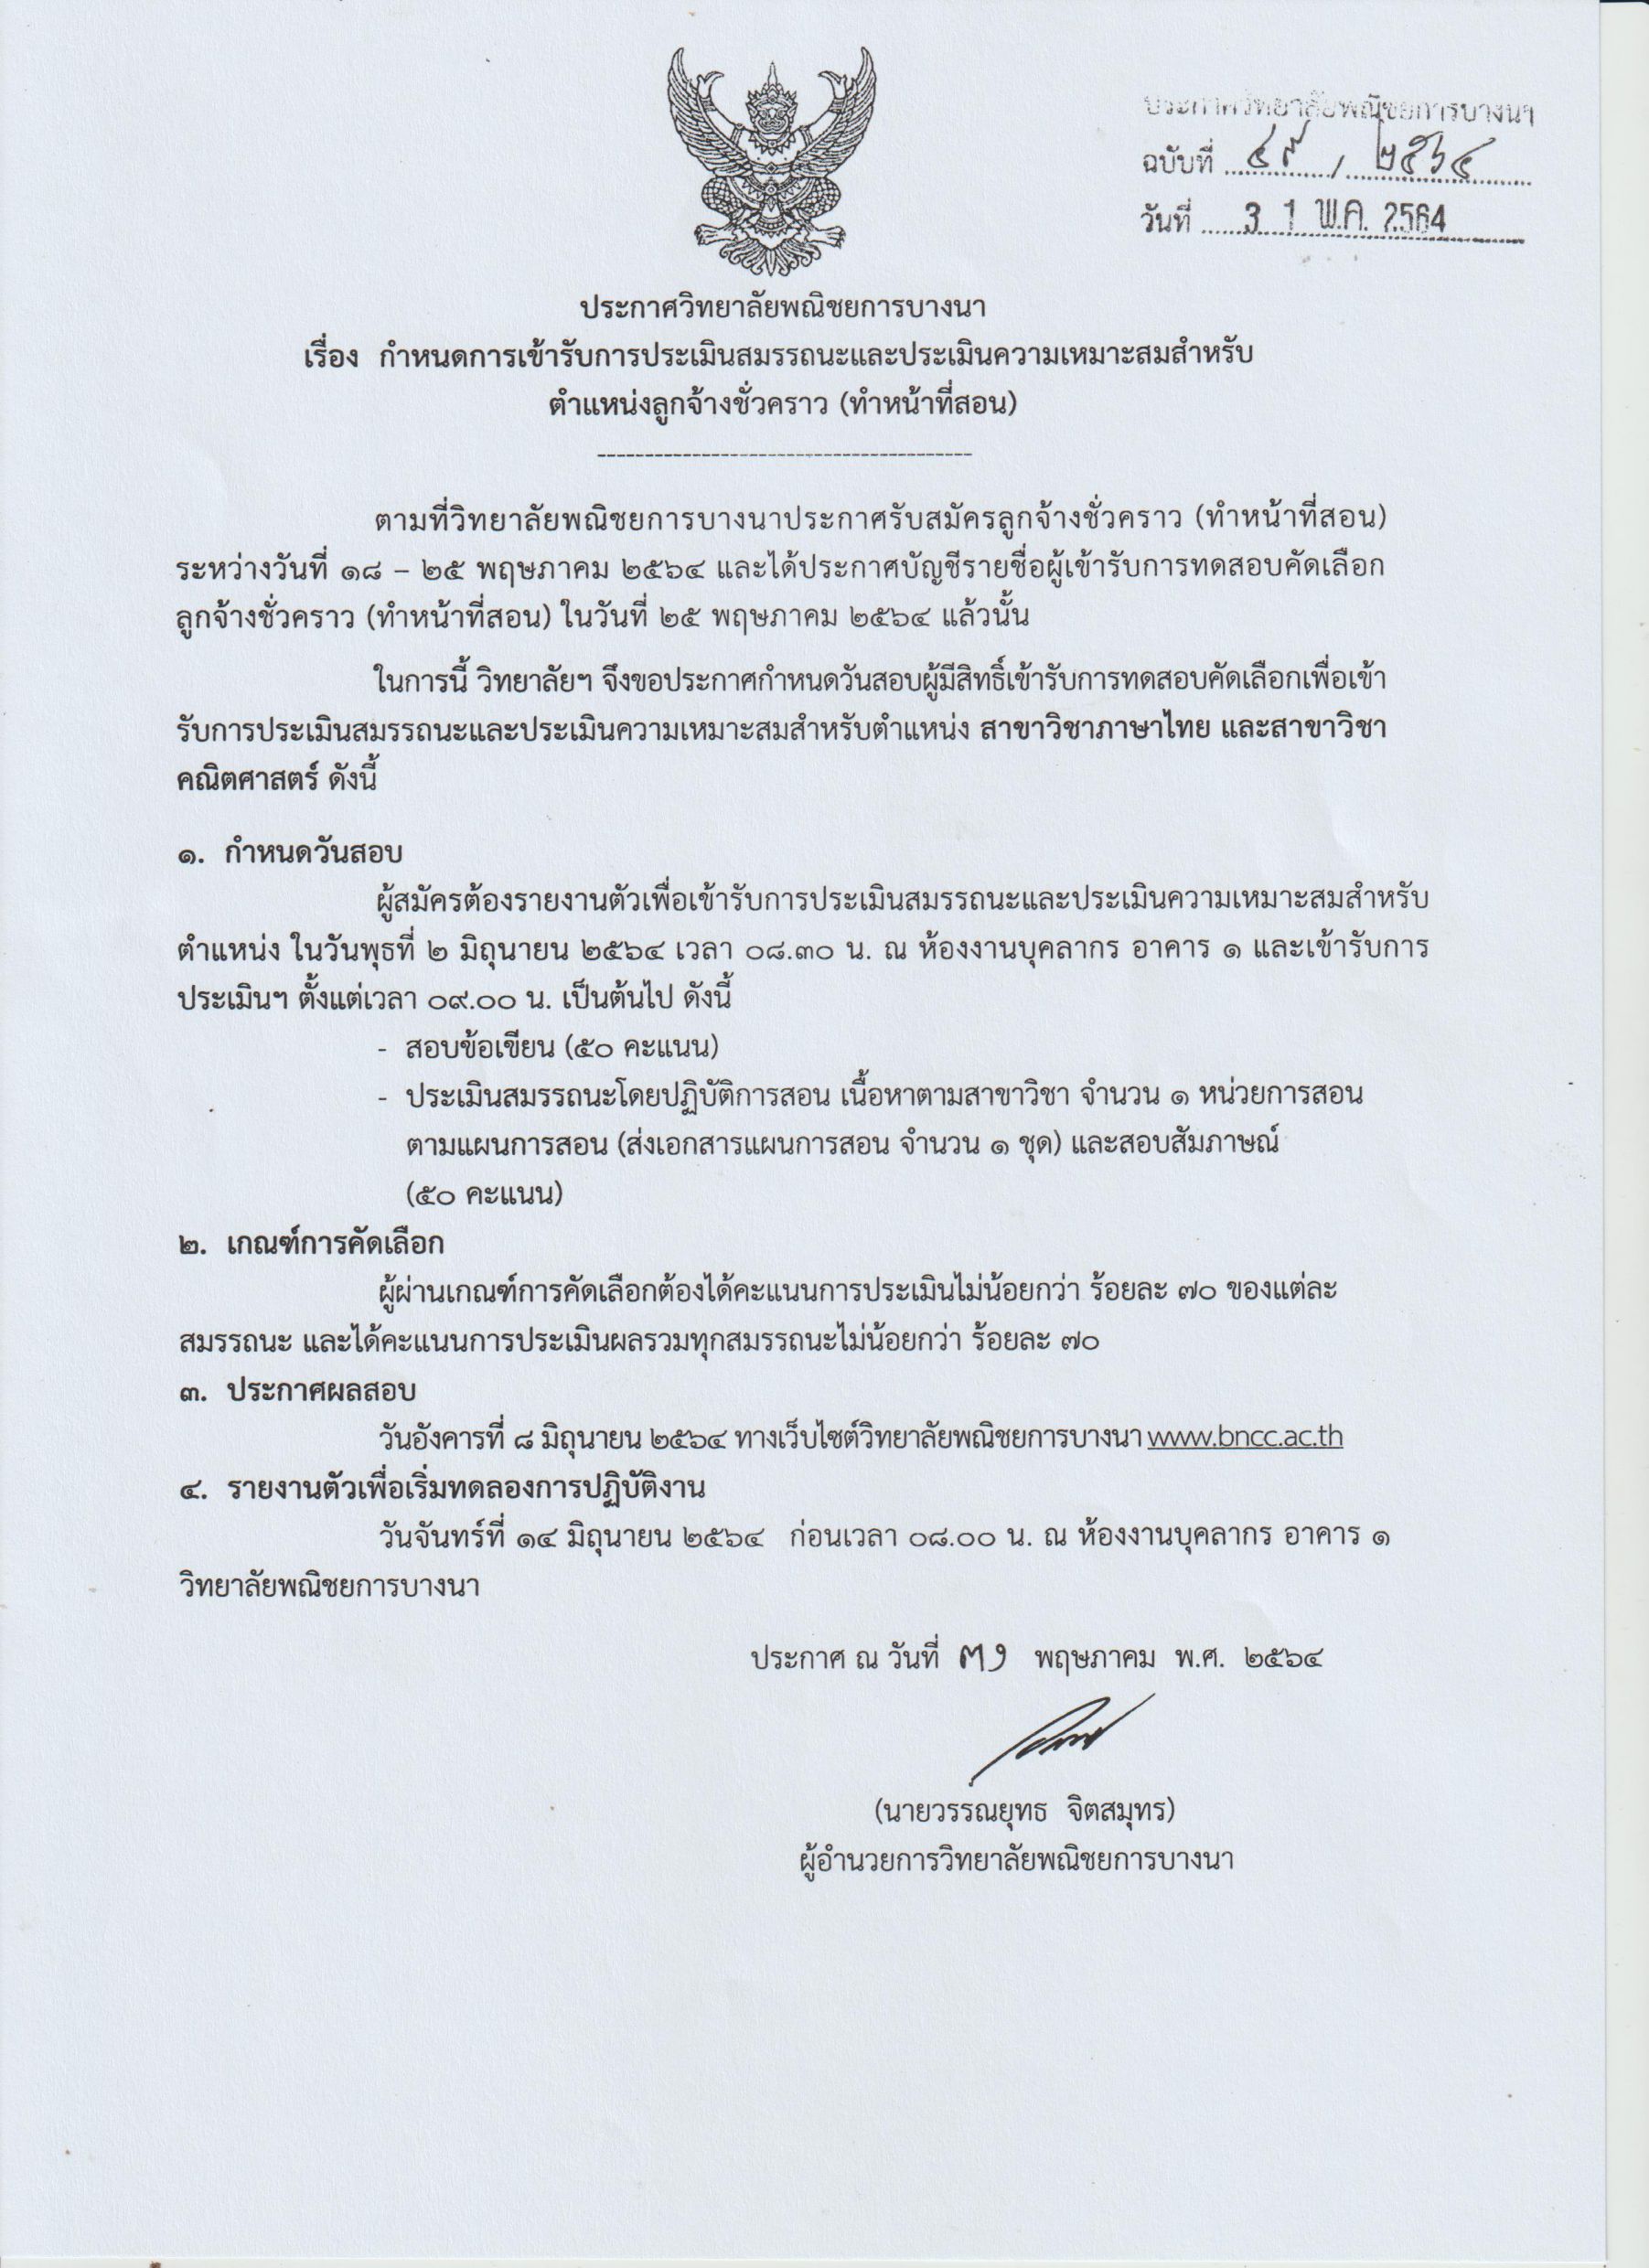 ประกาศวิทยาลัยพณิชยการบางนา
ฉบับที่ ๔๙ / ๒๕๖๔
วันที่ 3 1 พ.ค. 2564
ประกาศวิทยาลัยพณิชยการบางนา
เรื่อง กำหนดการเข้ารับการประเมินสมรรถนะและประเมินความเหมาะสมสำหรับ
ตำแหน่งลูกจ้างชั่วคราว (ทำหน้าที่สอน)
---------------------------------------
ตามที่วิทยาลัยพณิชยการบางนาประกาศรับสมัครลูกจ้างชั่วคราว (ทำหน้าที่สอน)
ระหว่างวันที่ ๑๘ – ๒๕ พฤษภาคม ๒๕๖๔ และได้ประกาศบัญชีรายชื่อผู้เข้ารับการทดสอบคัดเลือก
ลูกจ้างชั่วคราว (ทำหน้าที่สอน) ในวันที่ ๒๕ พฤษภาคม ๒๕๖๔ แล้วนั้น
ในการนี้ วิทยาลัยฯ จึงขอประกาศกำหนดวันสอบผู้มีสิทธิ์เข้ารับการทดสอบคัดเลือกเพื่อเข้า
รับการประเมินสมรรถนะและประเมินความเหมาะสมสำหรับตำแหน่ง สาขาวิชาภาษาไทย และสาขาวิชา
คณิตศาสตร์ ดังนี้
๑. กำหนดวันสอบ
ผู้สมัครต้องรายงานตัวเพื่อเข้ารับการประเมินสมรรถนะและประเมินความเหมาะสมสำหรับ
ตำแหน่ง ในวันพุธที่ ๒ มิถุนายน ๒๕๖๔ เวลา ๐๘.๓๐ น. ณ ห้องงานบุคลากร อาคาร ๑ และเข้ารับการ
ประเมินฯ ตั้งแต่เวลา ๐๙.๐๐ น. เป็นต้นไป ดังนี้
- สอบข้อเขียน (๕๐ คะแนน)
- ประเมินสมรรถนะโดยปฏิบัติการสอน เนื้อหาตามสาขาวิชา จำนวน ๑ หน่วยการสอน
ตามแผนการสอน (ส่งเอกสารแผนการสอน จำนวน ๑ ชุด) และสอบสัมภาษณ์
(๕๐ คะแนน)
๒. เกณฑ์การคัดเลือก
ผู้ผ่านเกณฑ์การคัดเลือกต้องได้คะแนนการประเมินไม่น้อยกว่า ร้อยละ ๗๐ ของแต่ละ
สมรรถนะ และได้คะแนนการประเมินผลรวมทุกสมรรถนะไม่น้อยกว่า ร้อยละ ๗๐
๓. ประกาศผลสอบ
วันอังคารที่ ๘ มิถุนายน ๒๕๖๔ ทางเว็บไซต์วิทยาลัยพณิชยการบางนา www.bncc.ac.th
๔. รายงานตัวเพื่อเริ่มทดลองการปฏิบัติงาน
วันจันทร์ที่ ๑๔ มิถุนายน ๒๕๖๔ ก่อนเวลา ๐๘.๐๐ น. ณ ห้องงานบุคลากร อาคาร ๑
วิทยาลัยพณิชยการบางนา
ประกาศ ณ วันที่ ๓๑ พฤษภาคม พ.ศ. ๒๕๖๔
(นายวรรณยุทธ จิตสมุทร)
ผู้อำนวยการวิทยาลัยพณิชยการบางนา